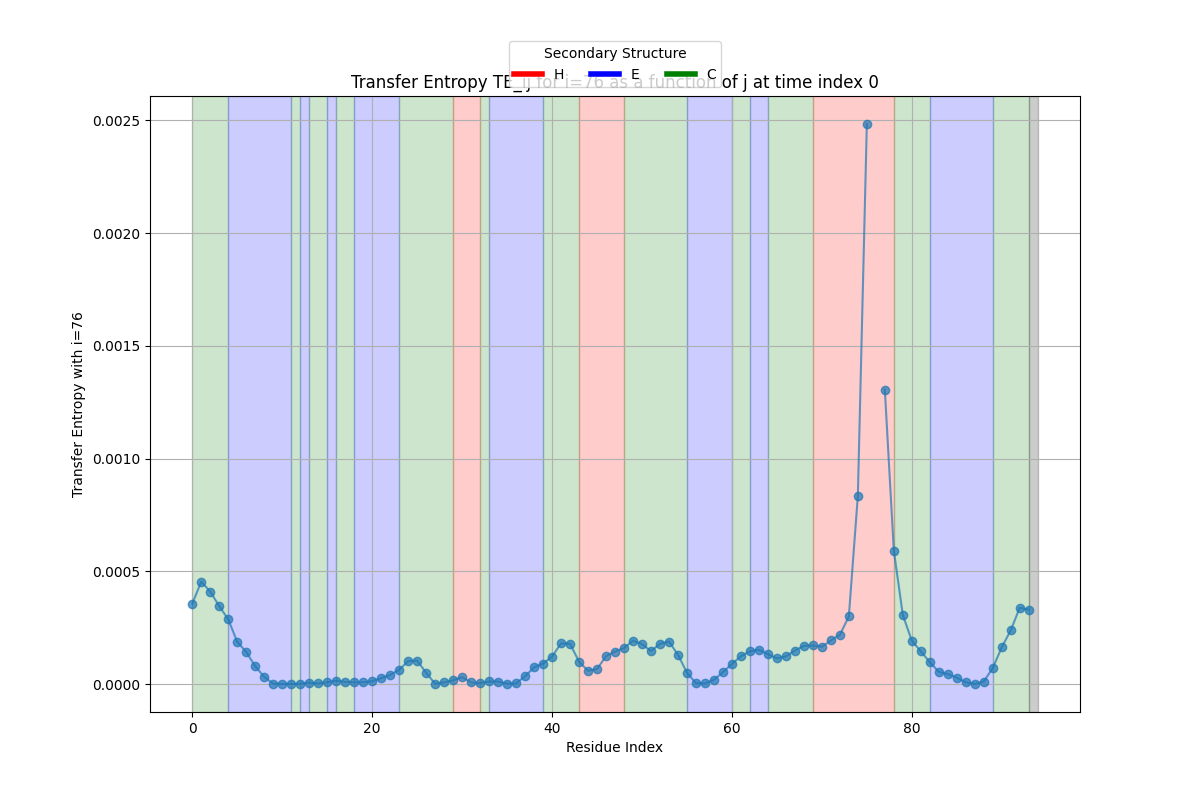 Secondary Structure
H E C
Transfer Entropy TE_ij for i=76 as a function of j at time index 0
0.0025
0.0020
0.0015
0.0010
0.0005
0.0000
Transfer Entropy with i=76
0 20 40 60 80
Residue Index